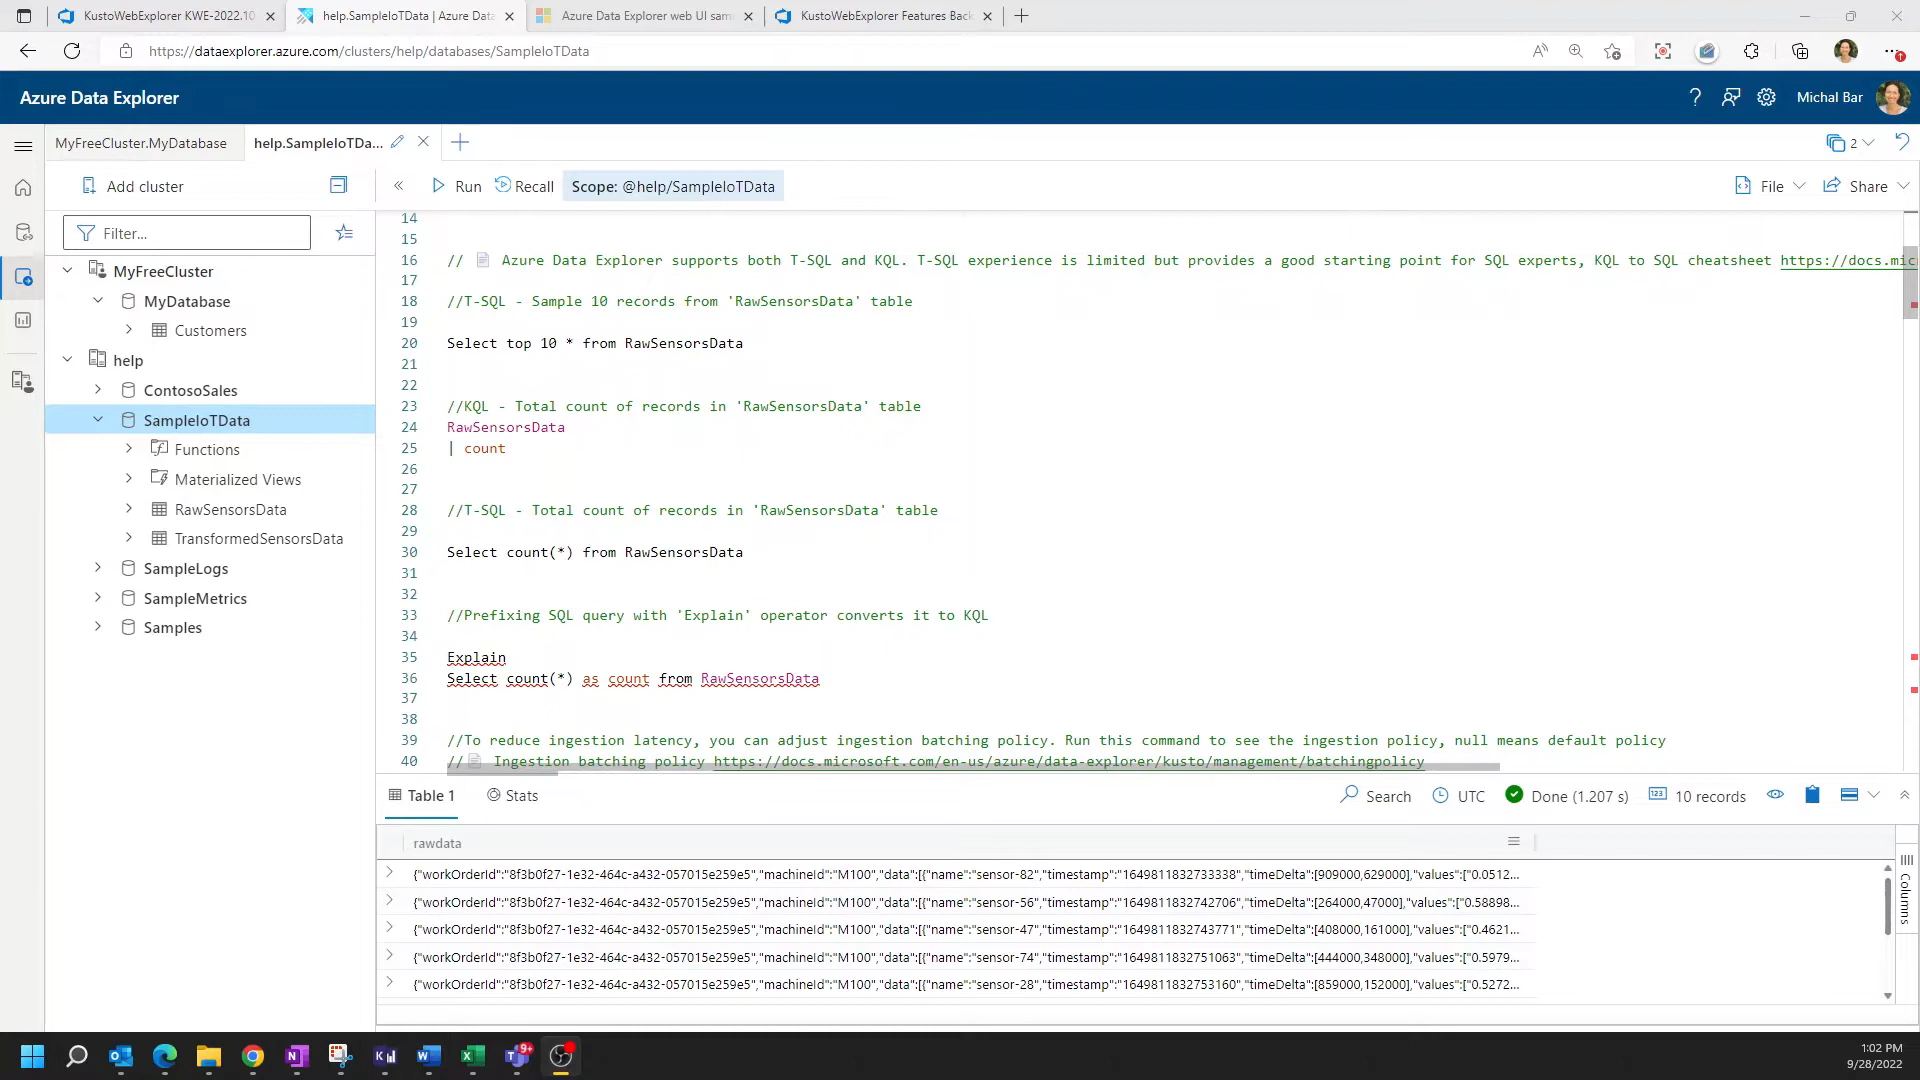 KustoWebExplorer KWE-2022.10
help.SampleIoTData | Azure Data
Azure Data Explorer web UI sam
KustoWebExplorer Features Back
https://dataexplorer.azure.com/clusters/help/databases/SampleIoTData
Azure Data Explorer
Michal Bar
MyFreeCluster.MyDatabase
help.SampleIoTDa...
2
Add cluster
Run
Recall
Scope: @help/SampleIoTData
File
Share
Filter...
MyFreeCluster
MyDatabase
Customers
help
ContosoSales
SampleIoTData
Functions
Materialized Views
RawSensorsData
TransformedSensorsData
SampleLogs
SampleMetrics
Samples
14
15
16 // Azure Data Explorer supports both T-SQL and KQL. T-SQL experience is limited but provides a good starting point for SQL experts, KQL to SQL cheatsheet https://docs.mic
17
18 //T-SQL - Sample 10 records from 'RawSensorsData' table
19
20 Select top 10 * from RawSensorsData
21
22
23 //KQL - Total count of records in 'RawSensorsData' table
24 RawSensorsData
25 | count
26
27
28 //T-SQL - Total count of records in 'RawSensorsData' table
29
30 Select count(*) from RawSensorsData
31
32
33 //Prefixing SQL query with 'Explain' operator converts it to KQL
34
35 Explain
36 Select count(*) as count from RawSensorsData
37
38
39 //To reduce ingestion latency, you can adjust ingestion batching policy. Run this command to see the ingestion policy, null means default policy
40 // Ingestion batching policy https://docs.microsoft.com/en-us/azure/data-explorer/kusto/management/batchingpolicy
Table 1
Stats
Search
UTC
Done (1.207 s)
10 records
rawdata
{"workOrderId":"8f3b0f27-1e32-464c-a432-057015e259e5","machineId":"M100","data":[{"name":"sensor-82","timestamp":"1649811832733338","timeDelta":[909000,629000],"values":["0.0512...
{"workOrderId":"8f3b0f27-1e32-464c-a432-057015e259e5","machineId":"M100","data":[{"name":"sensor-56","timestamp":"1649811832742706","timeDelta":[264000,47000],"values":["0.58898...
{"workOrderId":"8f3b0f27-1e32-464c-a432-057015e259e5","machineId":"M100","data":[{"name":"sensor-47","timestamp":"1649811832743771","timeDelta":[408000,161000],"values":["0.4621...
{"workOrderId":"8f3b0f27-1e32-464c-a432-057015e259e5","machineId":"M100","data":[{"name":"sensor-74","timestamp":"1649811832751063","timeDelta":[444000,348000],"values":["0.5979...
{"workOrderId":"8f3b0f27-1e32-464c-a432-057015e259e5","machineId":"M100","data":[{"name":"sensor-28","timestamp":"1649811832753160","timeDelta":[859000,152000],"values":["0.5272...
Columns
9+
1:02 PM
9/28/2022